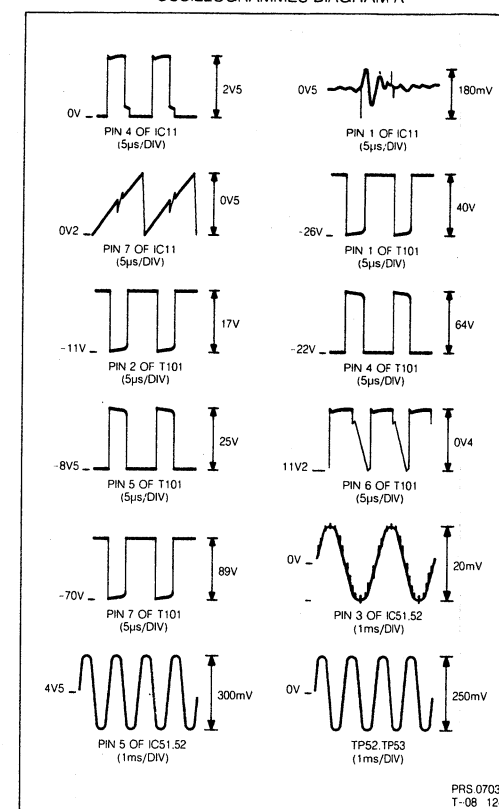 0V
2V5
PIN 4 OF IC11
(5µs/DIV)
0V5
180mV
PIN 1 OF IC11
(5µs/DIV)
0V2
0V5
PIN 7 OF IC11
(5µs/DIV)
-26V
40V
PIN 1 OF T101
(5µs/DIV)
-11V
17V
PIN 2 OF T101
(5µs/DIV)
-22V
64V
PIN 4 OF T101
(5µs/DIV)
-8V5
25V
PIN 5 OF T101
(5µs/DIV)
11V2
0V4
PIN 6 OF T101
(5µs/DIV)
-70V
89V
PIN 7 OF T101
(5µs/DIV)
0V
20mV
PIN 3 OF IC51.52
(1ms/DIV)
4V5
300mV
PIN 5 OF IC51.52
(1ms/DIV)
0V
250mV
TP52.TP53
(1ms/DIV)
PRS.0703
T-08 12